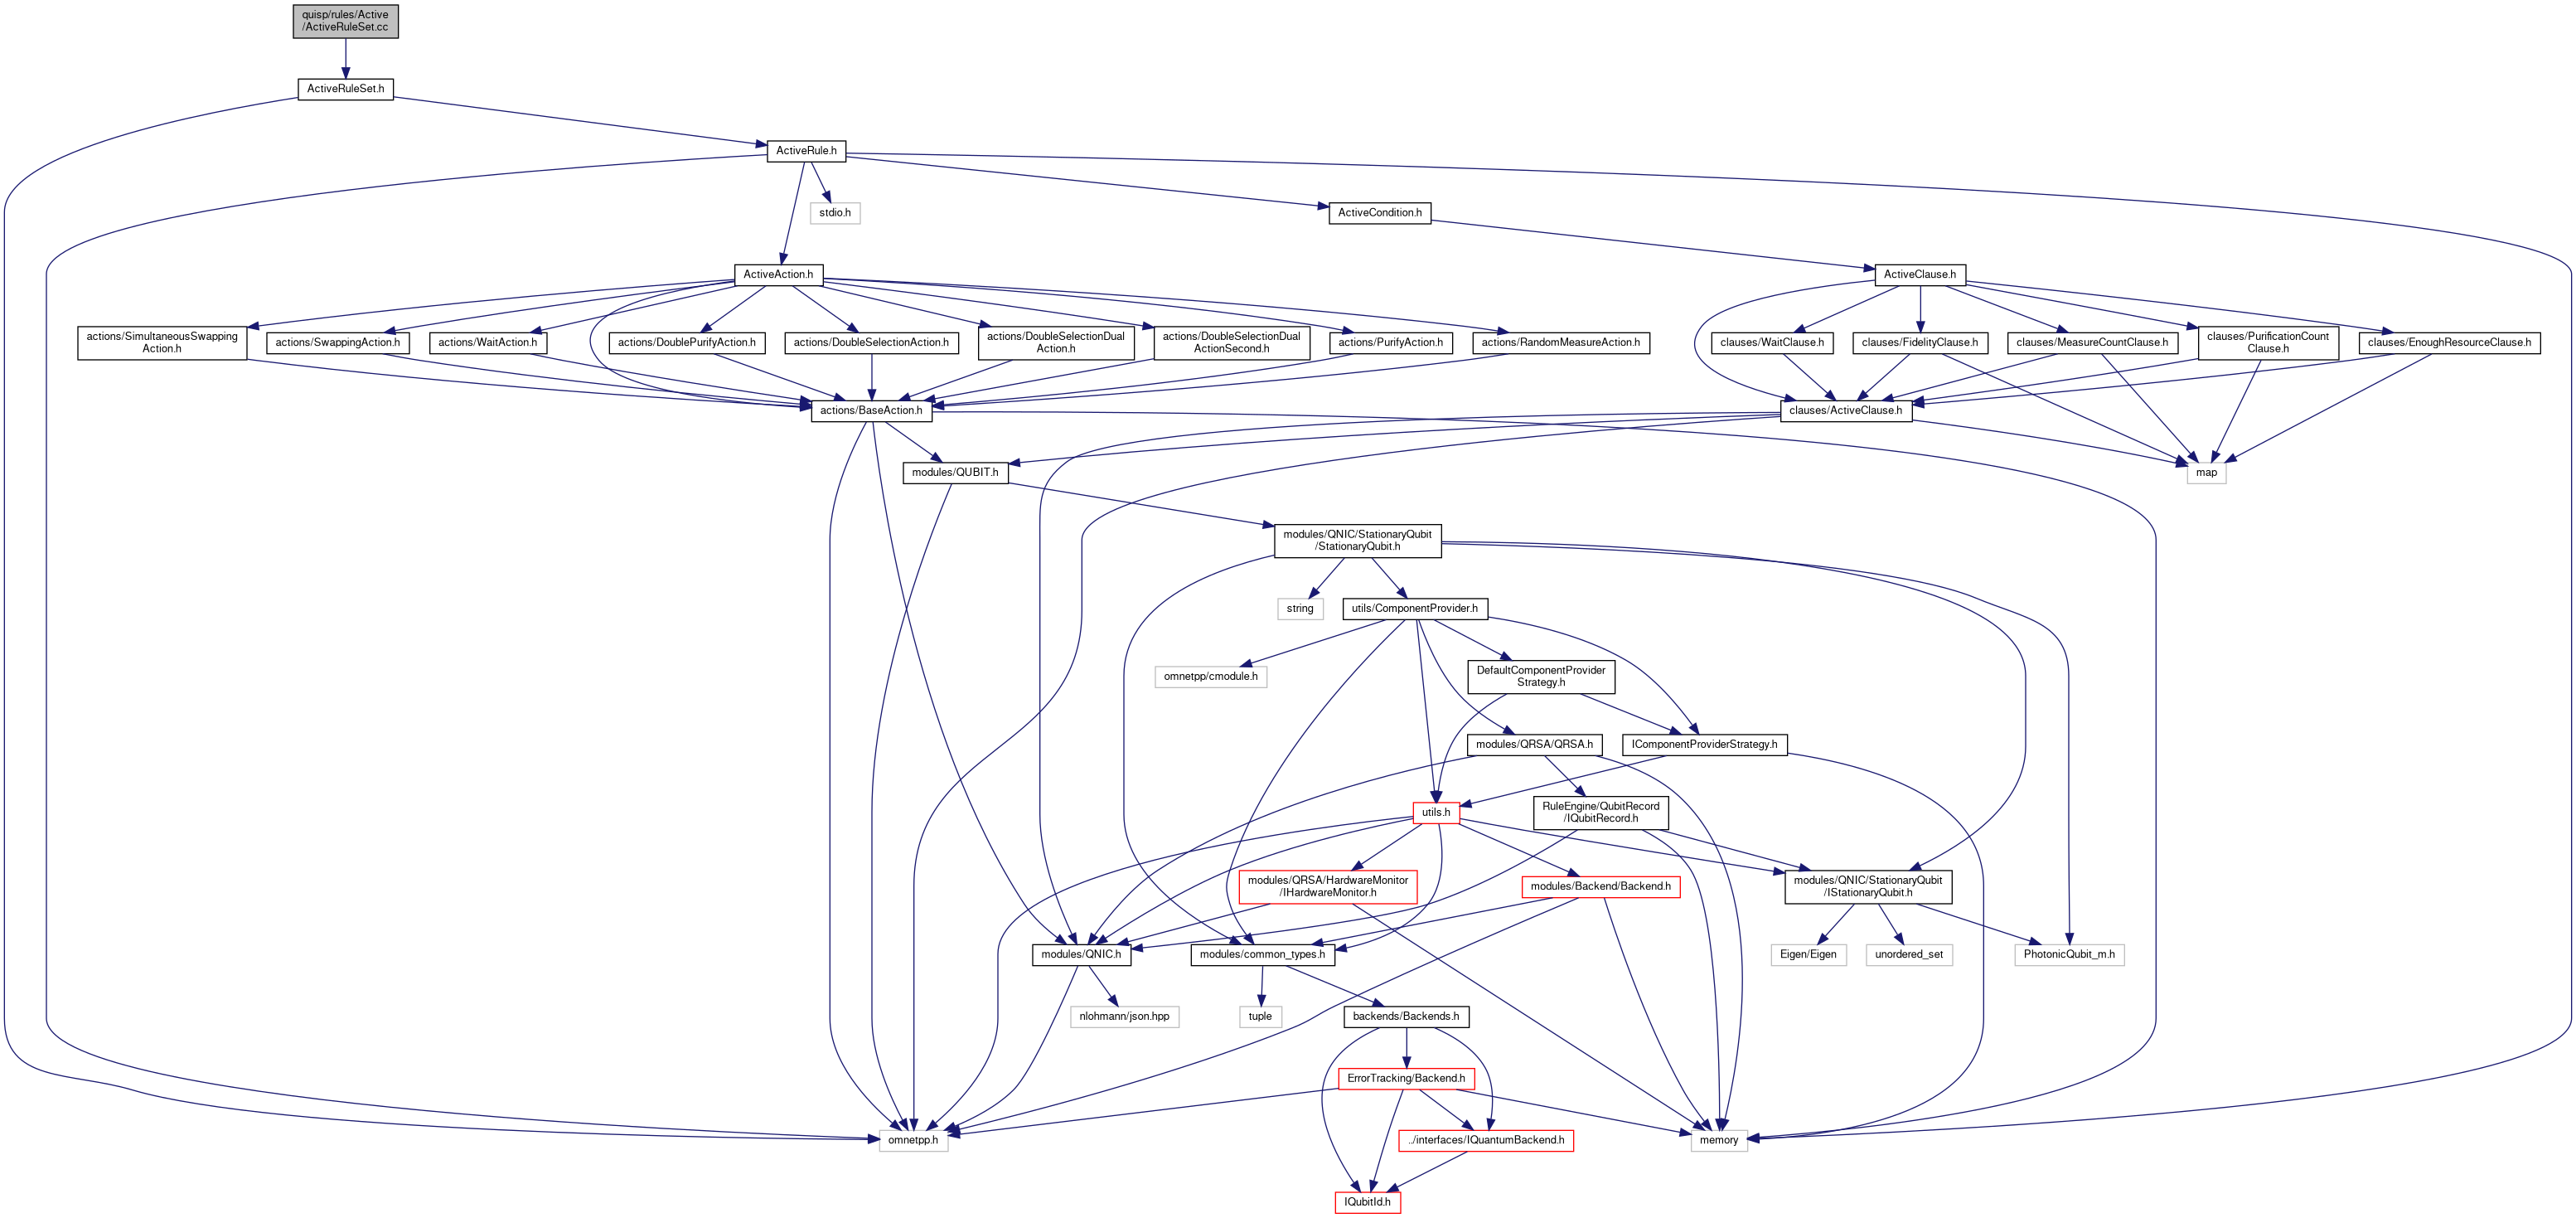 quisp/rules/Active
/ActiveRuleSet.cc
ActiveRuleSet.h
ActiveRule.h
stdio.h
ActiveCondition.h
ActiveAction.h
ActiveClause.h
actions/SimultaneousSwapping
Action.h
actions/SwappingAction.h
actions/WaitAction.h
actions/DoublePurifyAction.h
actions/DoubleSelectionAction.h
actions/DoubleSelectionDual
Action.h
actions/DoubleSelectionDual
ActionSecond.h
actions/PurifyAction.h
actions/RandomMeasureAction.h
clauses/WaitClause.h
clauses/FidelityClause.h
clauses/MeasureCountClause.h
clauses/PurificationCount
Clause.h
clauses/EnoughResourceClause.h
actions/BaseAction.h
clauses/ActiveClause.h
modules/QUBIT.h
map
modules/QNIC/StationaryQubit
/StationaryQubit.h
string
utils/ComponentProvider.h
omnetpp/cmodule.h
DefaultComponentProvider
Strategy.h
modules/QRSA/QRSA.h
IComponentProviderStrategy.h
utils.h
RuleEngine/QubitRecord
/IQubitRecord.h
modules/QRSA/HardwareMonitor
/IHardwareMonitor.h
modules/Backend/Backend.h
modules/QNIC/StationaryQubit
/IStationaryQubit.h
modules/QNIC.h
modules/common_types.h
Eigen/Eigen
unordered_set
PhotonicQubit_m.h
nlohmann/json.hpp
tuple
backends/Backends.h
ErrorTracking/Backend.h
omnetpp.h
../interfaces/IQuantumBackend.h
memory
IQubitId.h